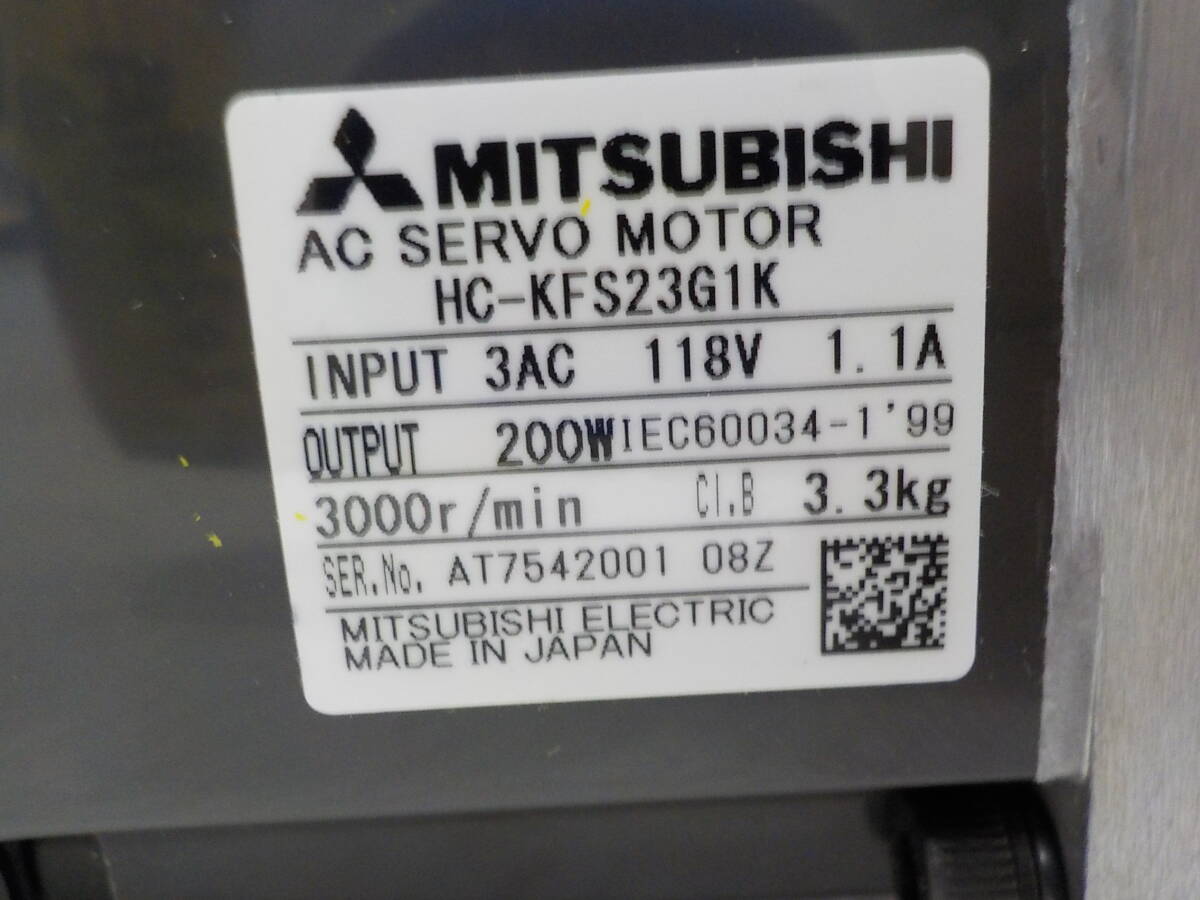 MITSUBISHI
AC SERVO MOTOR
HC-KFS23G1K
INPUT 3AC 118V 1.1A
OUTPUT 200W IEC60034-1'99
3000r/min CI.B 3.3kg
SER.No. AT7542001 08Z
MITSUBISHI ELECTRIC
MADE IN JAPAN